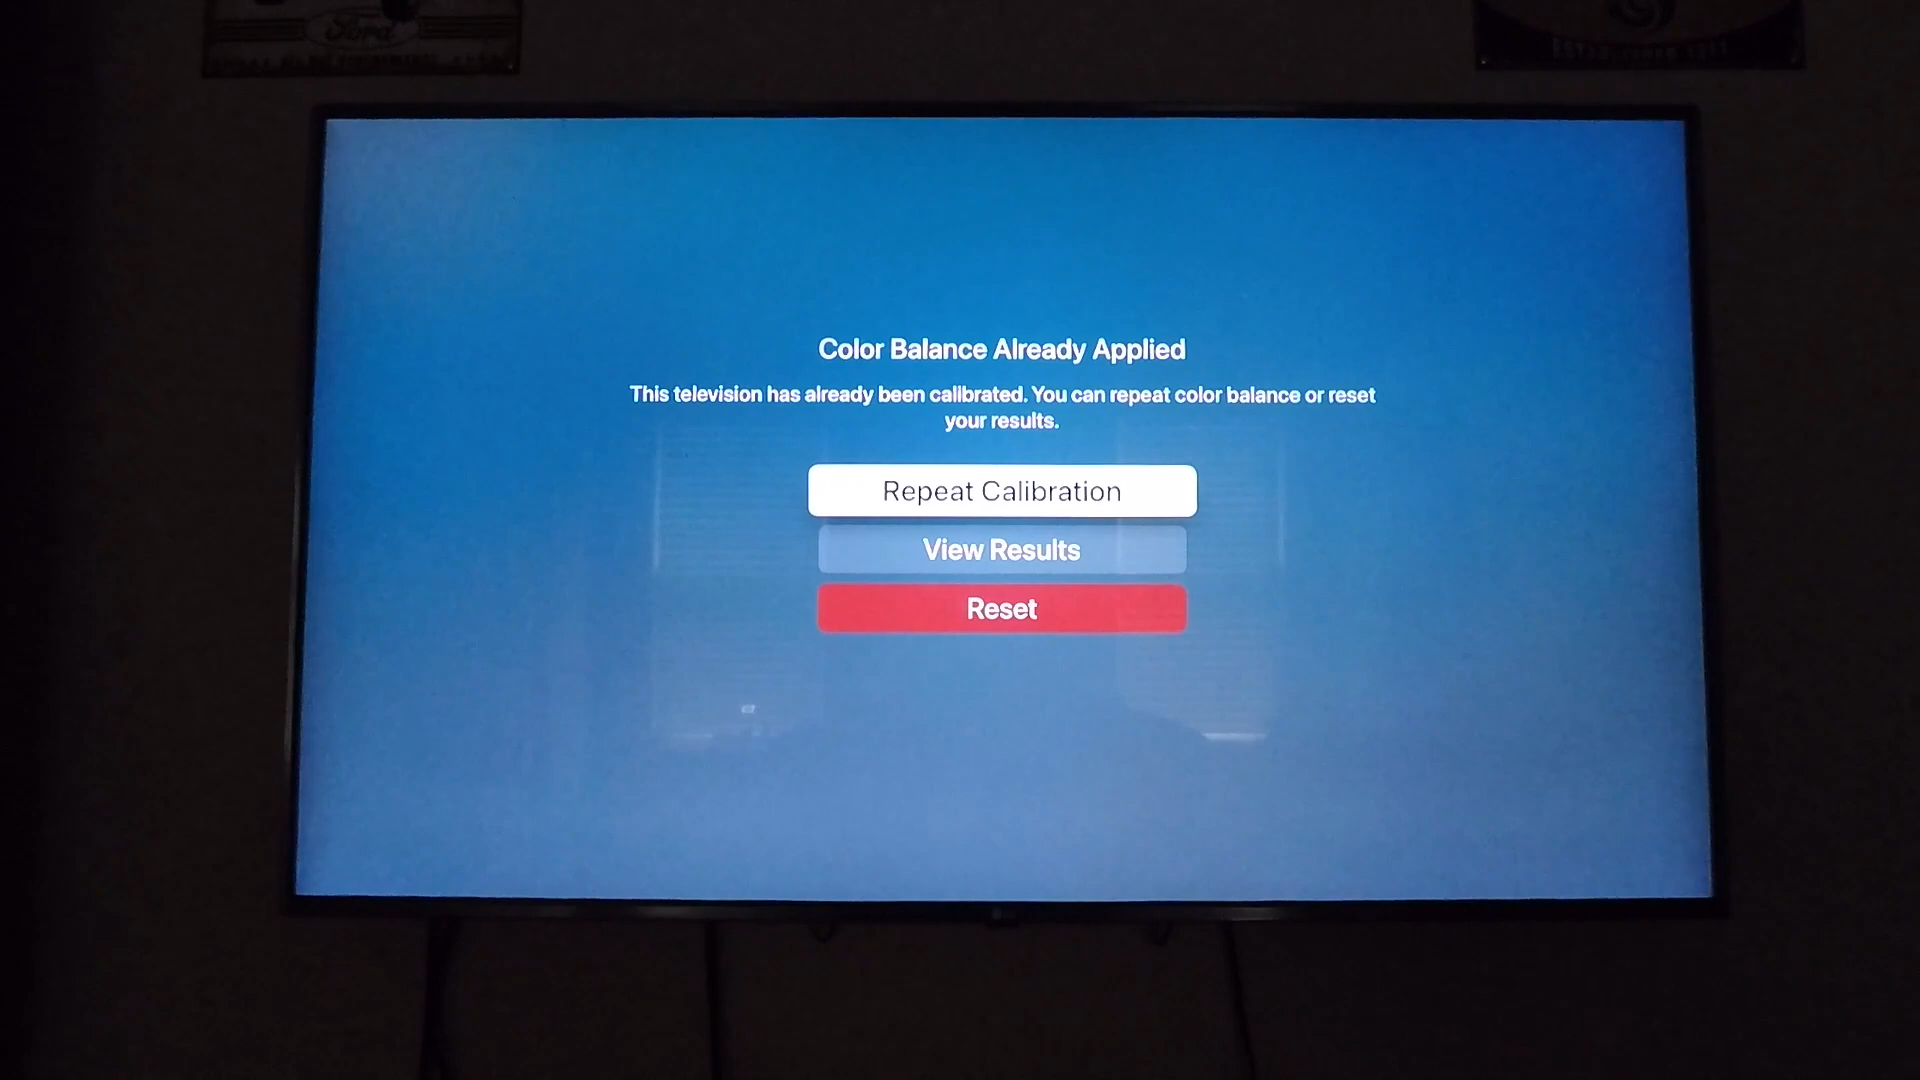 Ford
Color Balance Already Applied
This television has already been calibrated. You can repeat color balance or reset
your results.
Repeat Calibration
View Results
Reset